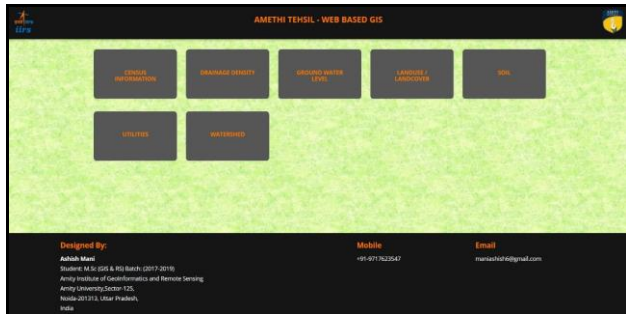 iirs
AMETHI TEHSIL - WEB BASED GIS
CENSUS
INFORMATION
DRAINAGE DENSITY
GROUND WATER
LEVEL
LANDUSE /
LANDCOVER
SOIL
UTILITIES
WATERSHED
Designed By:
Ashish Mani
Student: M.Sc (GIS & RS) Batch: (2017-2019)
Amity Institute of Geoinformatics and Remote Sensing
Amity University,Sector-125,
Noida-201313, Uttar Pradesh,
India
Mobile
+91-9717623547
Email
maniashish6@gmail.com